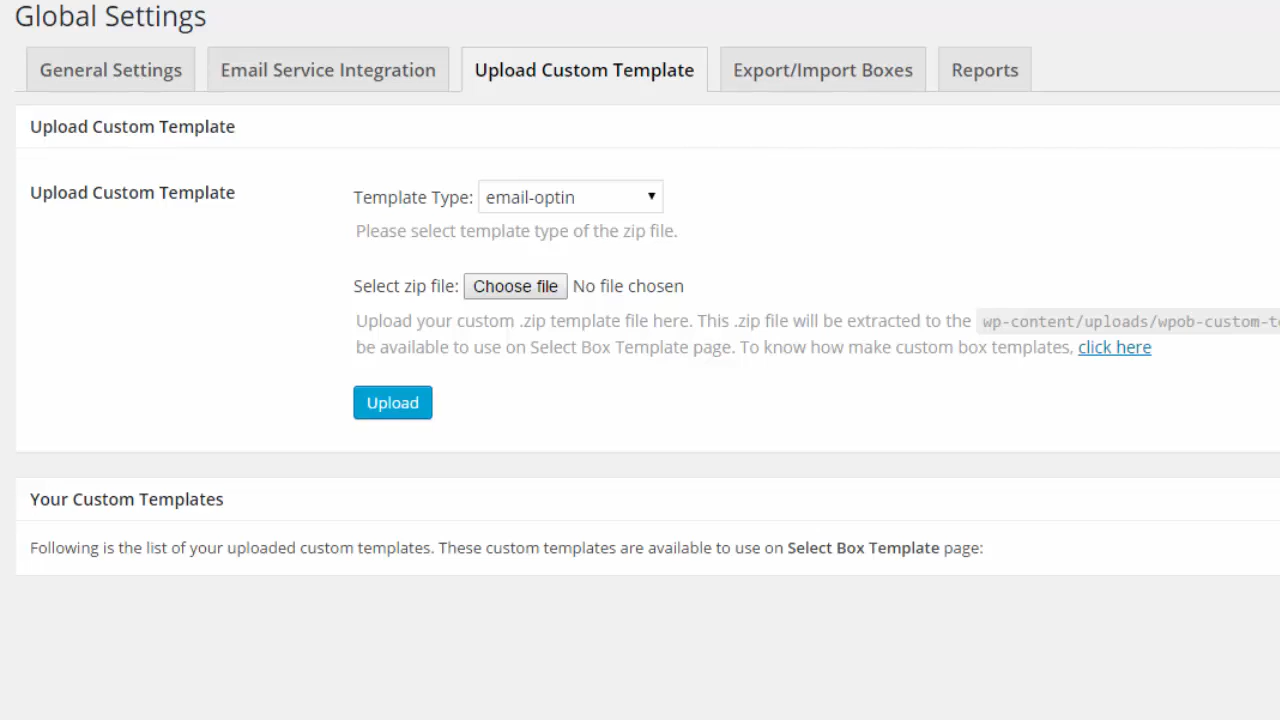 Global Settings
General Settings Email Service Integration Upload Custom Template Export/Import Boxes Reports
Upload Custom Template
Upload Custom Template
Template Type: email-optin
Please select template type of the zip file.
Select zip file: Choose file No file chosen
Upload your custom .zip template file here. This .zip file will be extracted to the wp-content/uploads/wpob-custom-t
be available to use on Select Box Template page. To know how make custom box templates, click here
Upload
Your Custom Templates
Following is the list of your uploaded custom templates. These custom templates are available to use on Select Box Template page: